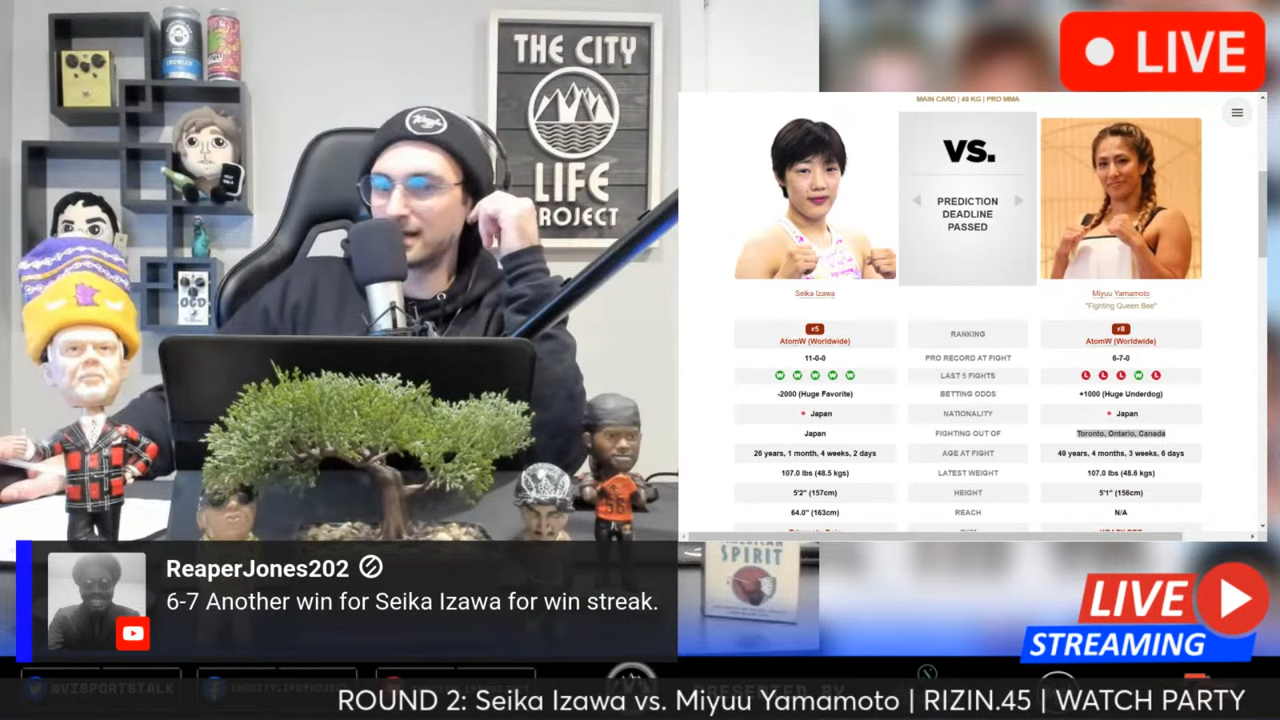 THE CITY
LIFE
PROJECT
OCD
LIVE
MAIN CARD | 49 KG | PRO MMA
VS.
PREDICTION
DEADLINE
PASSED
Seika Izawa
Miyuu Yamamoto
"Fighting Queen Bee"
#5 RANKING #8
AtomW (Worldwide) AtomW (Worldwide)
11-0-0 PRO RECORD AT FIGHT 6-7-0
W W W W W LAST 5 FIGHTS L L L W L
-2000 (Huge Favorite) BETTING ODDS +1000 (Huge Underdog)
Japan NATIONALITY Japan
Japan FIGHTING OUT OF Toronto, Ontario, Canada
26 years, 1 month, 4 weeks, 2 days AGE AT FIGHT 49 years, 4 months, 3 weeks, 6 days
107.0 lbs (48.5 kgs) LATEST WEIGHT 107.0 lbs (48.6 kgs)
5'2" (157cm) HEIGHT 5'1" (156cm)
64.0" (163cm) REACH N/A
SPIRIT
ReaperJones202
6-7 Another win for Seika Izawa for win streak.
LIVE
STREAMING
@VISPORTSTALK
THECITYLIFEPROJECT
PRESENTED BY
ROUND 2: Seika Izawa vs. Miyuu Yamamoto | RIZIN.45 | WATCH PARTY